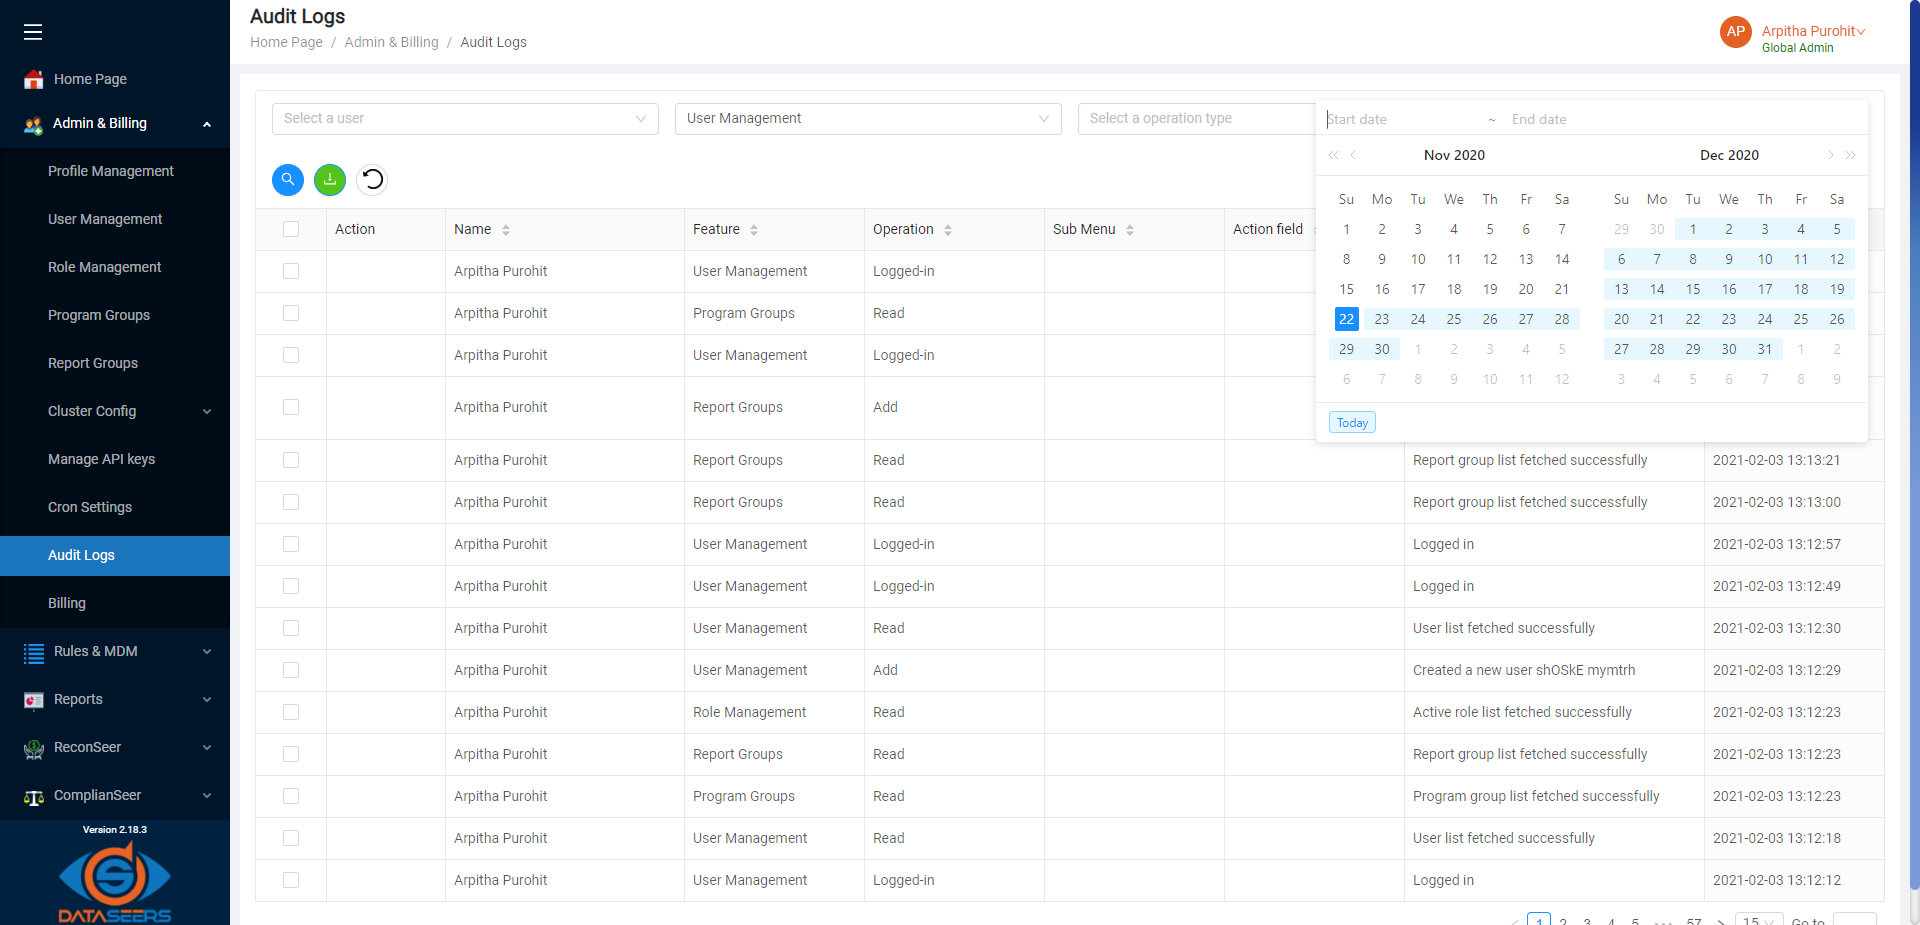 Audit Logs
Home Page / Admin & Billing / Audit Logs
AP
Arpitha Purohit
Global Admin
Home Page
Admin & Billing
Profile Management
User Management
Role Management
Program Groups
Report Groups
Cluster Config
Manage API keys
Cron Settings
Audit Logs
Billing
Rules & MDM
Reports
ReconSeer
ComplianSeer
Version 2.18.3
DATASEERS
Select a user
User Management
Select a operation type
Start date ~ End date
Nov 2020
Su Mo Tu We Th Fr Sa
1 2 3 4 5 6 7
8 9 10 11 12 13 14
15 16 17 18 19 20 21
22 23 24 25 26 27 28
29 30 1 2 3 4 5
6 7 8 9 10 11 12
Dec 2020
Su Mo Tu We Th Fr Sa
29 30 1 2 3 4 5
6 7 8 9 10 11 12
13 14 15 16 17 18 19
20 21 22 23 24 25 26
27 28 29 30 31 1 2
3 4 5 6 7 8 9
Today
Action Name Feature Operation Sub Menu Action field
Arpitha Purohit User Management Logged-in
Arpitha Purohit Program Groups Read
Arpitha Purohit User Management Logged-in
Arpitha Purohit Report Groups Add
Arpitha Purohit Report Groups Read Report group list fetched successfully 2021-02-03 13:13:21
Arpitha Purohit Report Groups Read Report group list fetched successfully 2021-02-03 13:13:00
Arpitha Purohit User Management Logged-in Logged in 2021-02-03 13:12:57
Arpitha Purohit User Management Logged-in Logged in 2021-02-03 13:12:49
Arpitha Purohit User Management Read User list fetched successfully 2021-02-03 13:12:30
Arpitha Purohit User Management Add Created a new user shOSkE mymtrh 2021-02-03 13:12:29
Arpitha Purohit Role Management Read Active role list fetched successfully 2021-02-03 13:12:23
Arpitha Purohit Report Groups Read Report group list fetched successfully 2021-02-03 13:12:23
Arpitha Purohit Program Groups Read Program group list fetched successfully 2021-02-03 13:12:23
Arpitha Purohit User Management Read User list fetched successfully 2021-02-03 13:12:18
Arpitha Purohit User Management Logged-in Logged in 2021-02-03 13:12:12
1 2 3 4 5 ••• 57 15 Go to